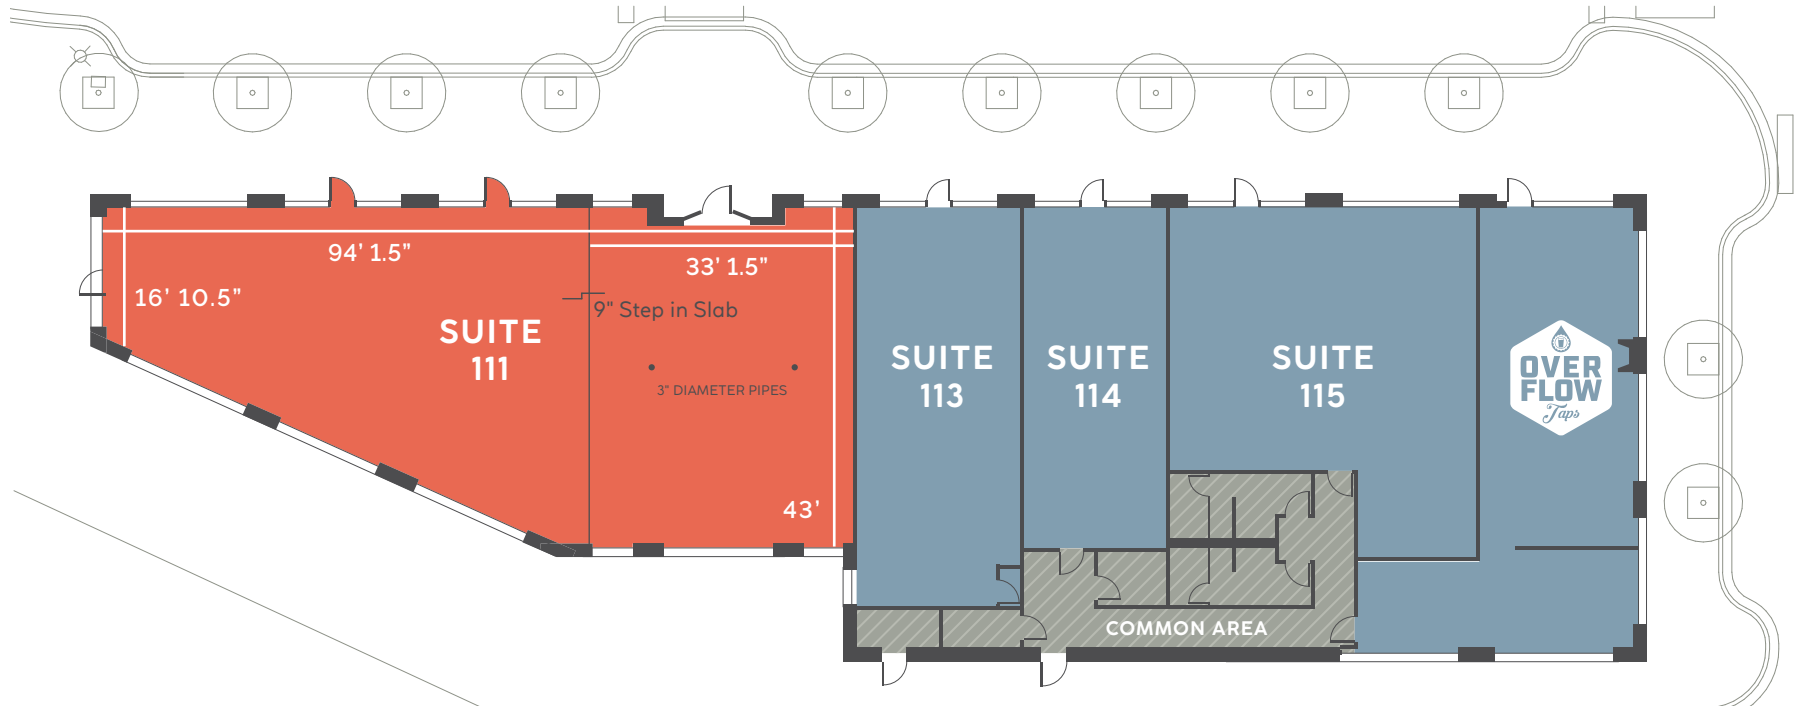 94’ 1.5”
33’ 1.5”
16’ 10.5”
9" Step in Slab
SUITE
111
3" DIAMETER PIPES
43’
SUITE
113
SUITE
114
SUITE
115
OVER
FLOW
Taps
COMMON AREA